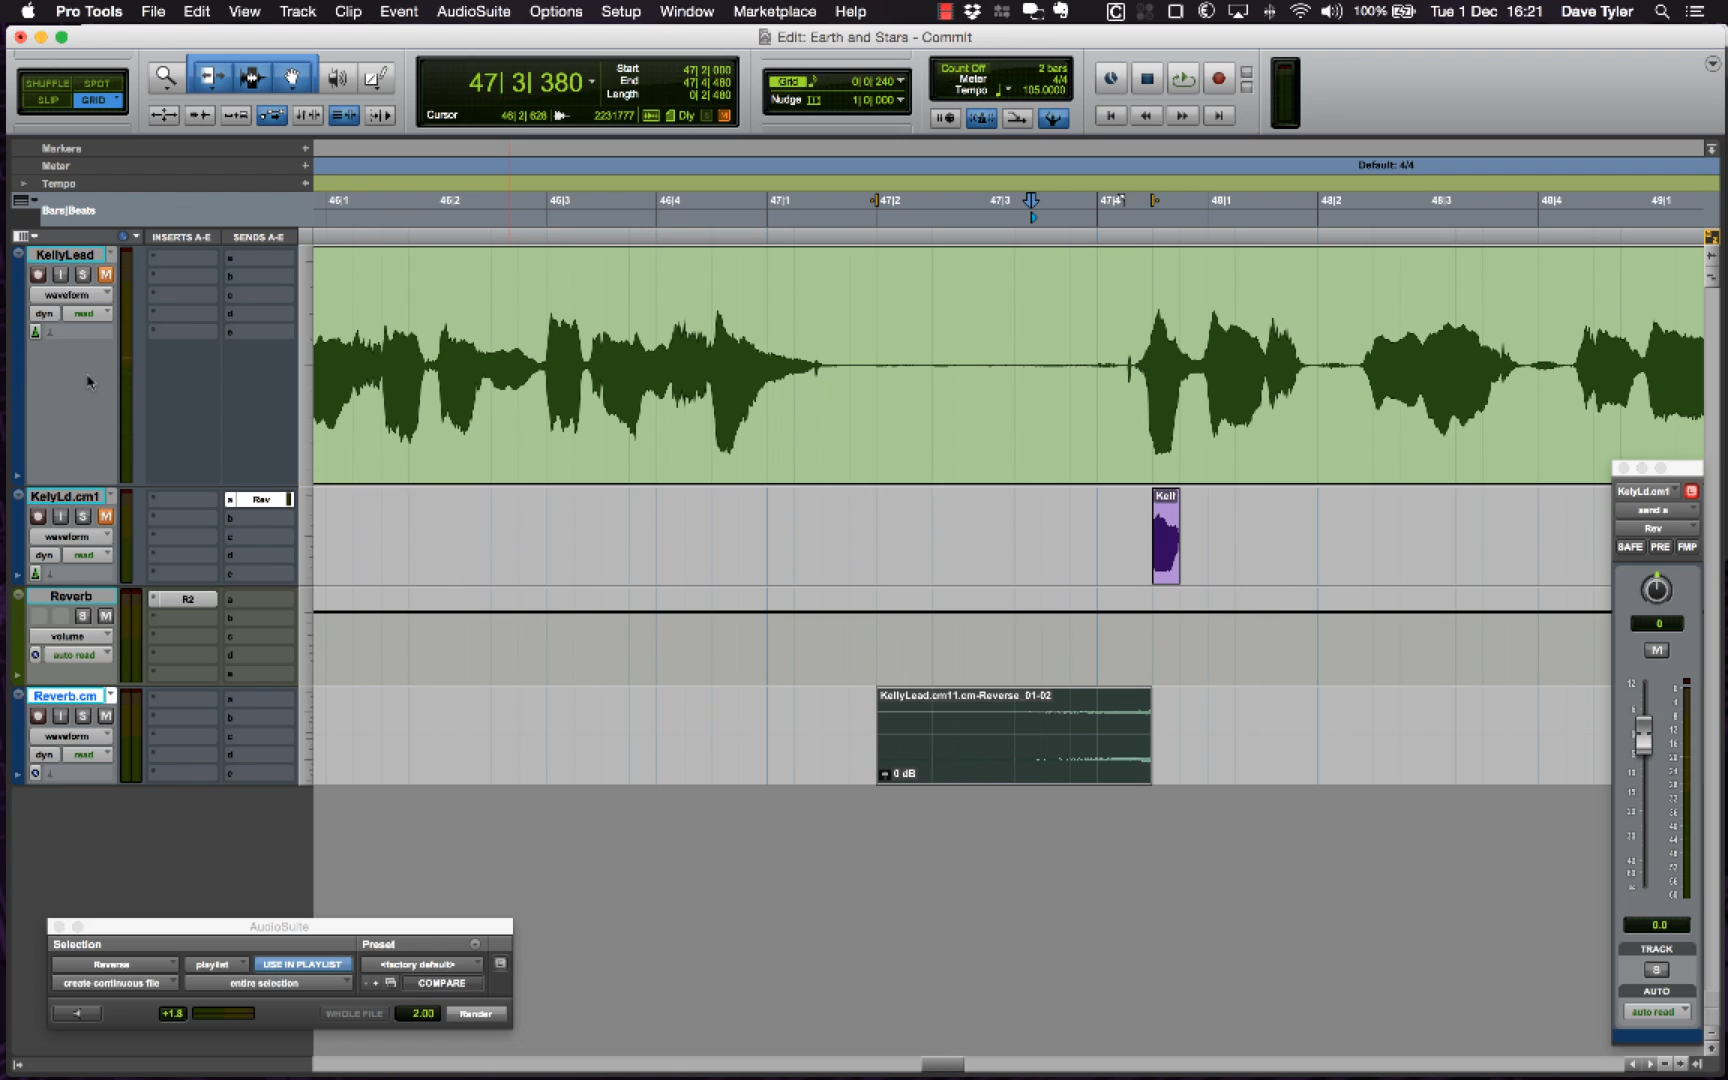 Pro Tools File Edit View Track Clip Event AudioSuite Options Setup Window Marketplace Help 100% Tue 1 Dec 16:21 Dave Tyler
Edit: Earth and Stars - Commit
SHUFFLE SPOT
SLIP GRID
47| 3| 380
Start 47| 2| 000
End 47| 4| 480
Length 0| 2| 480
Cursor 46| 2| 628 2231777 Dly S M
Grid 0| 0| 240
Nudge 1| 0| 000
Count Off 2 bars
Meter 4/4
Tempo 105.0000
Markers
Meter Default: 4/4
Tempo
Bars|Beats
46|1 46|2 46|3 46|4 47|1 47|2 47|3 47|4 48|1 48|2 48|3 48|4 49|1
INSERTS A-E SENDS A-E
KellyLead
I S M
waveform
dyn read
a
b
c
d
e
KelyLd.cm1
I S M
waveform
dyn read
a Rev
b
c
d
e
Kell
Reverb
S M
volume
auto read
R2
a
b
c
d
e
Reverb.cm
I S M
waveform
dyn read
a
b
c
d
e
KellyLead.cm11.cm-Reverse_01-02
0 dB
KelyLd.cm1
send a
Rev
SAFE PRE FMP
0
M
12
0.0
TRACK
S
AUTO
auto read
AudioSuite
Selection Preset
Reverse playlist USE IN PLAYLIST <factory default>
create continuous file entire selection - + COMPARE
+1.8 WHOLE FILE 2.00 Render